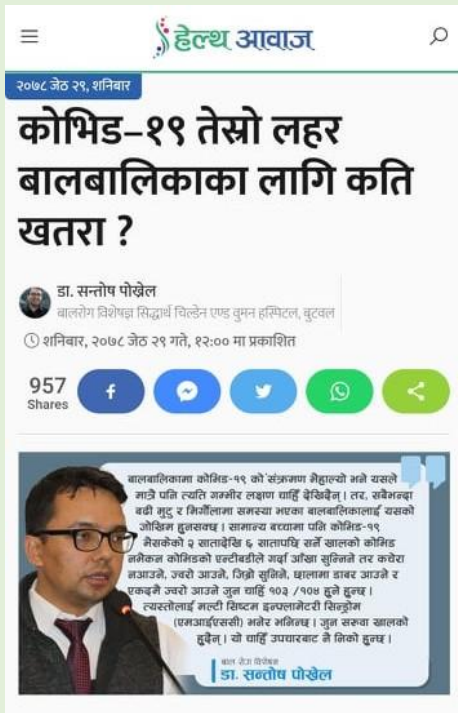 हेल्थ आवाज
२०७८ जेठ २९, शनिबार
कोभिड–१९ तेस्रो लहर
बालबालिकाका लागि कति
खतरा ?
डा. सन्तोष पोख्रेल
बालरोग विशेषज्ञ सिद्धार्थ चिल्डेन एण्ड वुमन हस्पिटल, बुटवल
शनिबार, २०७८ जेठ २९ गते, १२:०० मा प्रकाशित
957
Shares
बालबालिकामा कोभिड-१९ को संक्रमण भैहाल्यो भने यसले
मात्रै पनि त्यति गम्भीर लक्षण चाहिँ देखिदैन् । तर, सबैभन्दा
बढी मुटु र मिर्गौलामा समस्या भएका बालबालिकालाई यसको
जोखिम हुनसक्छ । सामान्य बच्चामा पनि कोभिड-१९
भैसकेको २ सातादेखि ६ सातापछि सर्ने खालको कोभिड
नभैकन कोभिडको एन्टीबडीले गर्दा आँखा सुन्निने तर कचेरा
नआउने, ज्वरो आउने, जिब्रो सुनिने, छालामा डाबर आउने र
एकदमै ज्वरो आउने जुन चाहिँ १०३ /१०४ हुने हुन्छ ।
त्यस्तोलाई मल्टी सिष्टम इन्प्लामेटरी सिन्ड्रोम
(एमआईएससी) भनेर भनिन्छ । जुन सरुवा खालको
हुदैन् । यो चाहिँ उपचारबाट नै निको हुन्छ ।
बाल रोग विशेषज्ञ
डा. सन्तोष पोख्रेल